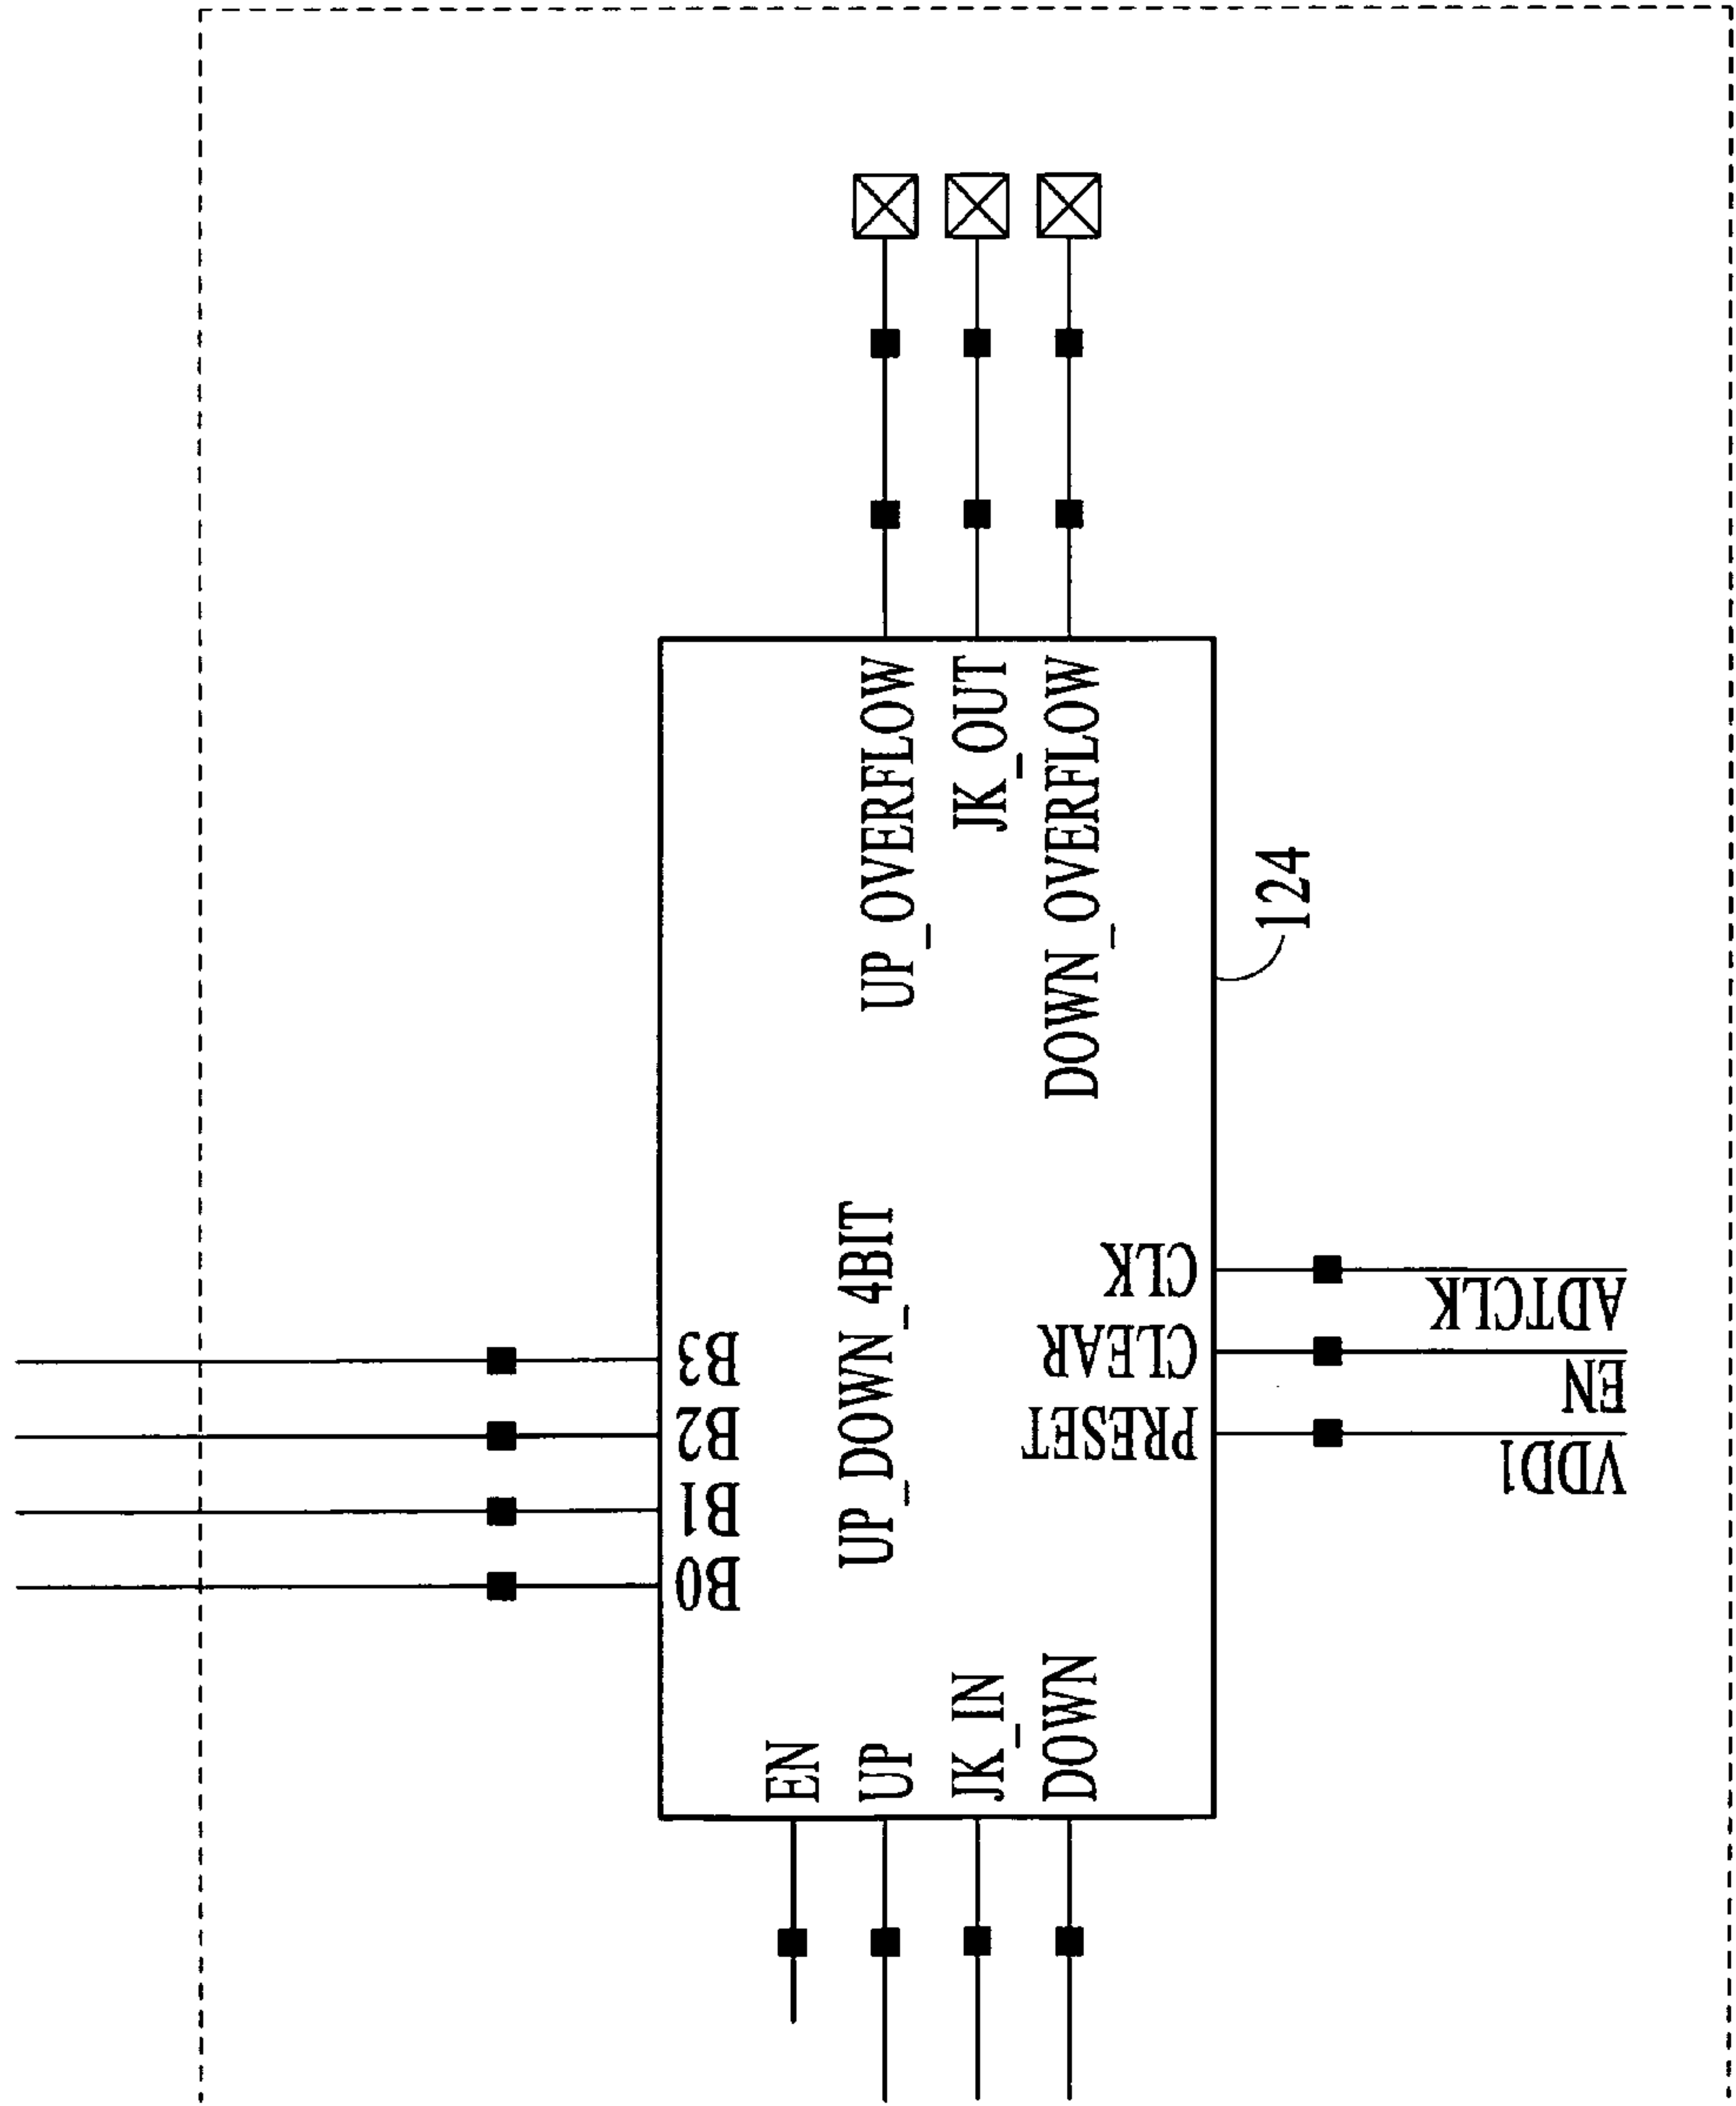 B0
B1
B2
B3
EN
UP
JK_IN
DOWN
UP_DOWN_4BIT
UP_OVERFLOW
JK_OUT
DOWN_OVERFLOW
PRESET
CLEAR
CLK
VDD1
EN
ADTCLK
124